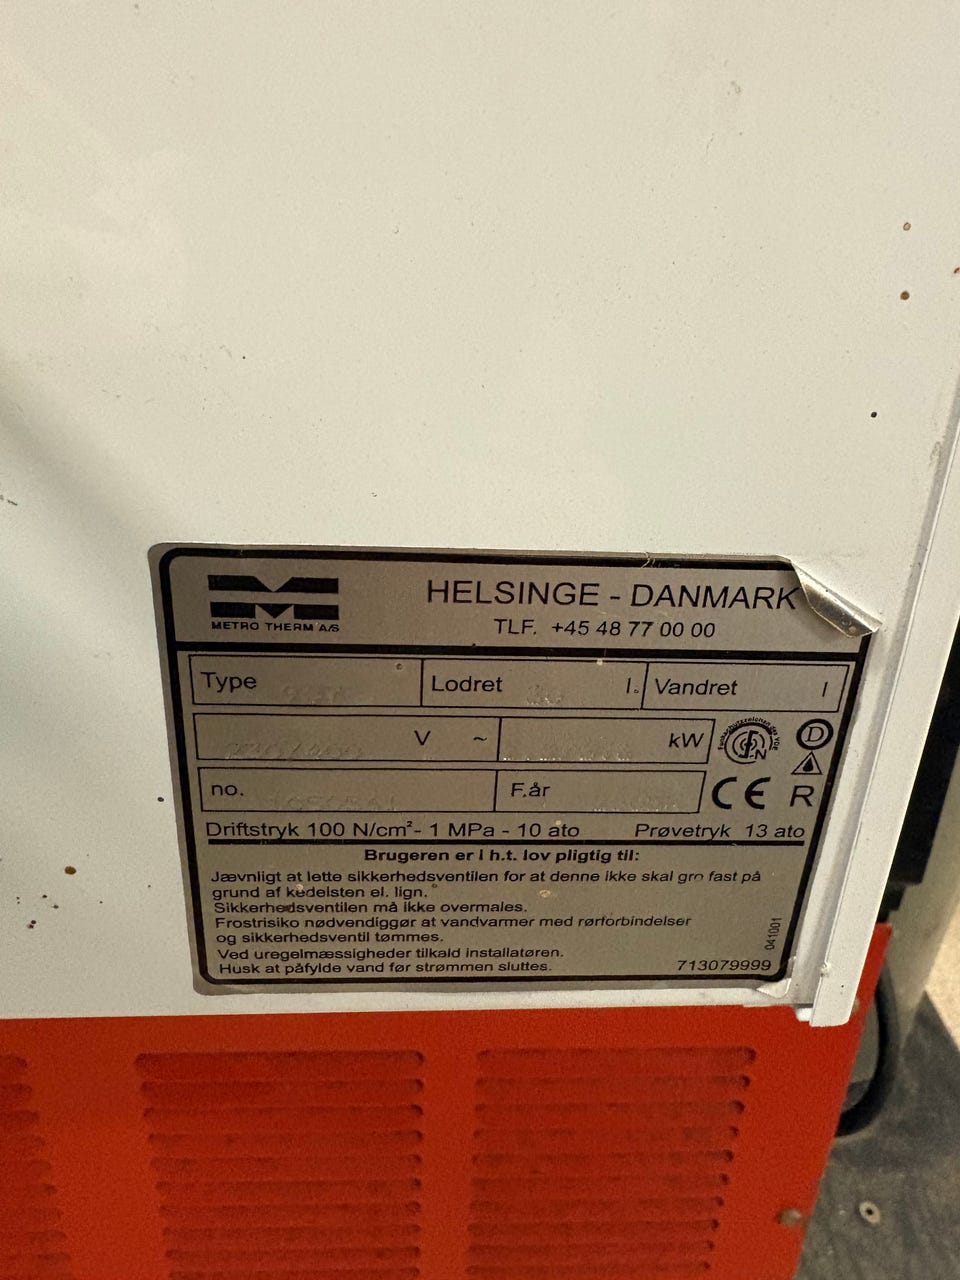 HELSINGE - DANMARK
METRO THERM A/S
TLF. +45 48 77 00 00
Type Lodret l. Vandret l
V ~ kW
no. F.år
CE R
D
Driftstryk 100 N/cm²- 1 MPa - 10 ato Prøvetryk 13 ato
Brugeren er i h.t. lov pligtig til:
Jævnligt at lette sikkerhedsventilen for at denne ikke skal gro fast på
grund af kedelsten el. lign.
Sikkerhedsventilen må ikke overmales.
Frostrisiko nødvendiggør at vandvarmer med rørforbindelser
og sikkerhedsventil tømmes.
Ved uregelmæssigheder tilkald installatøren.
Husk at påfylde vand før strømmen sluttes.
713079999
041001